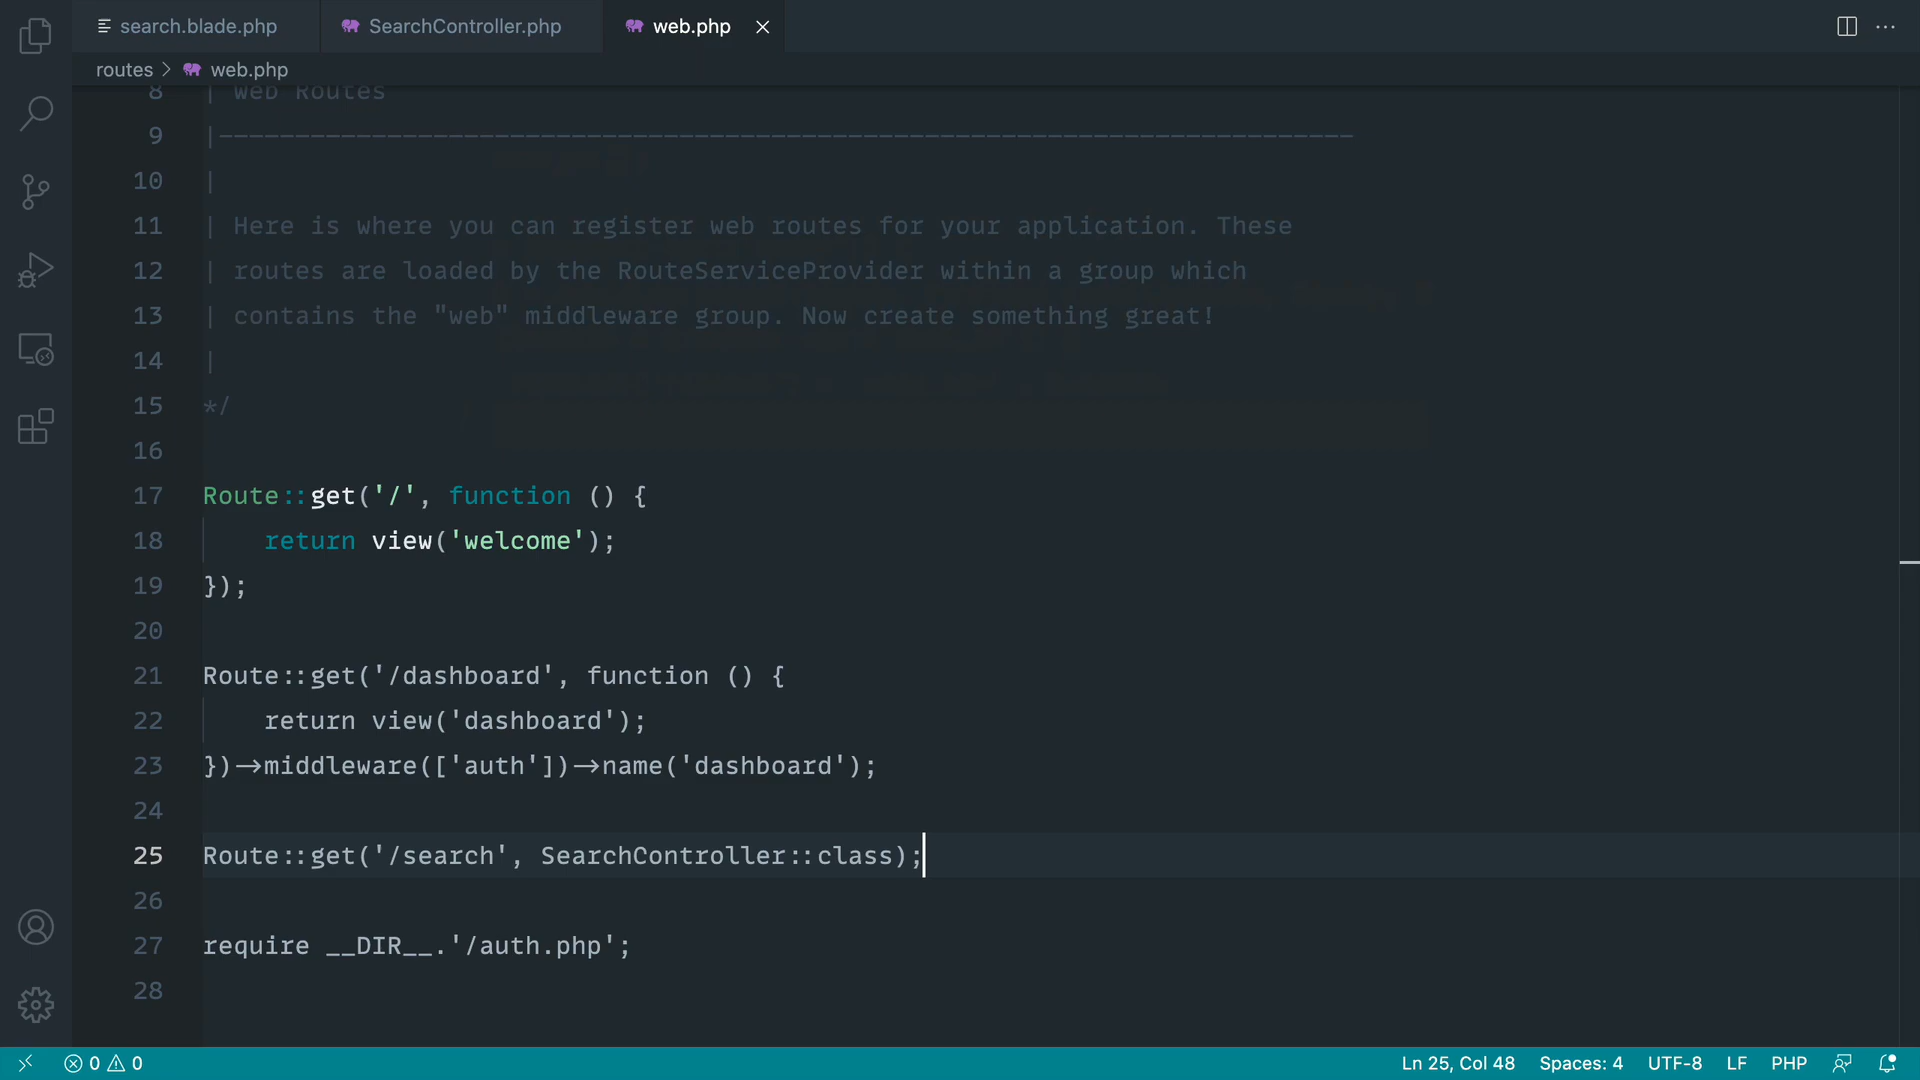 search.blade.php
SearchController.php
web.php
routes > web.php
8 | Web Routes
9 |--------------------------------------------------------------------------
10 |
11 | Here is where you can register web routes for your application. These
12 | routes are loaded by the RouteServiceProvider within a group which
13 | contains the "web" middleware group. Now create something great!
14 |
15 */
16
17 Route::get('/', function () {
18     return view('welcome');
19 });
20
21 Route::get('/dashboard', function () {
22     return view('dashboard');
23 })->middleware(['auth'])->name('dashboard');
24
25 Route::get('/search', SearchController::class);
26
27 require __DIR__.'/auth.php';
28
0 0 Ln 25, Col 48 Spaces: 4 UTF-8 LF PHP